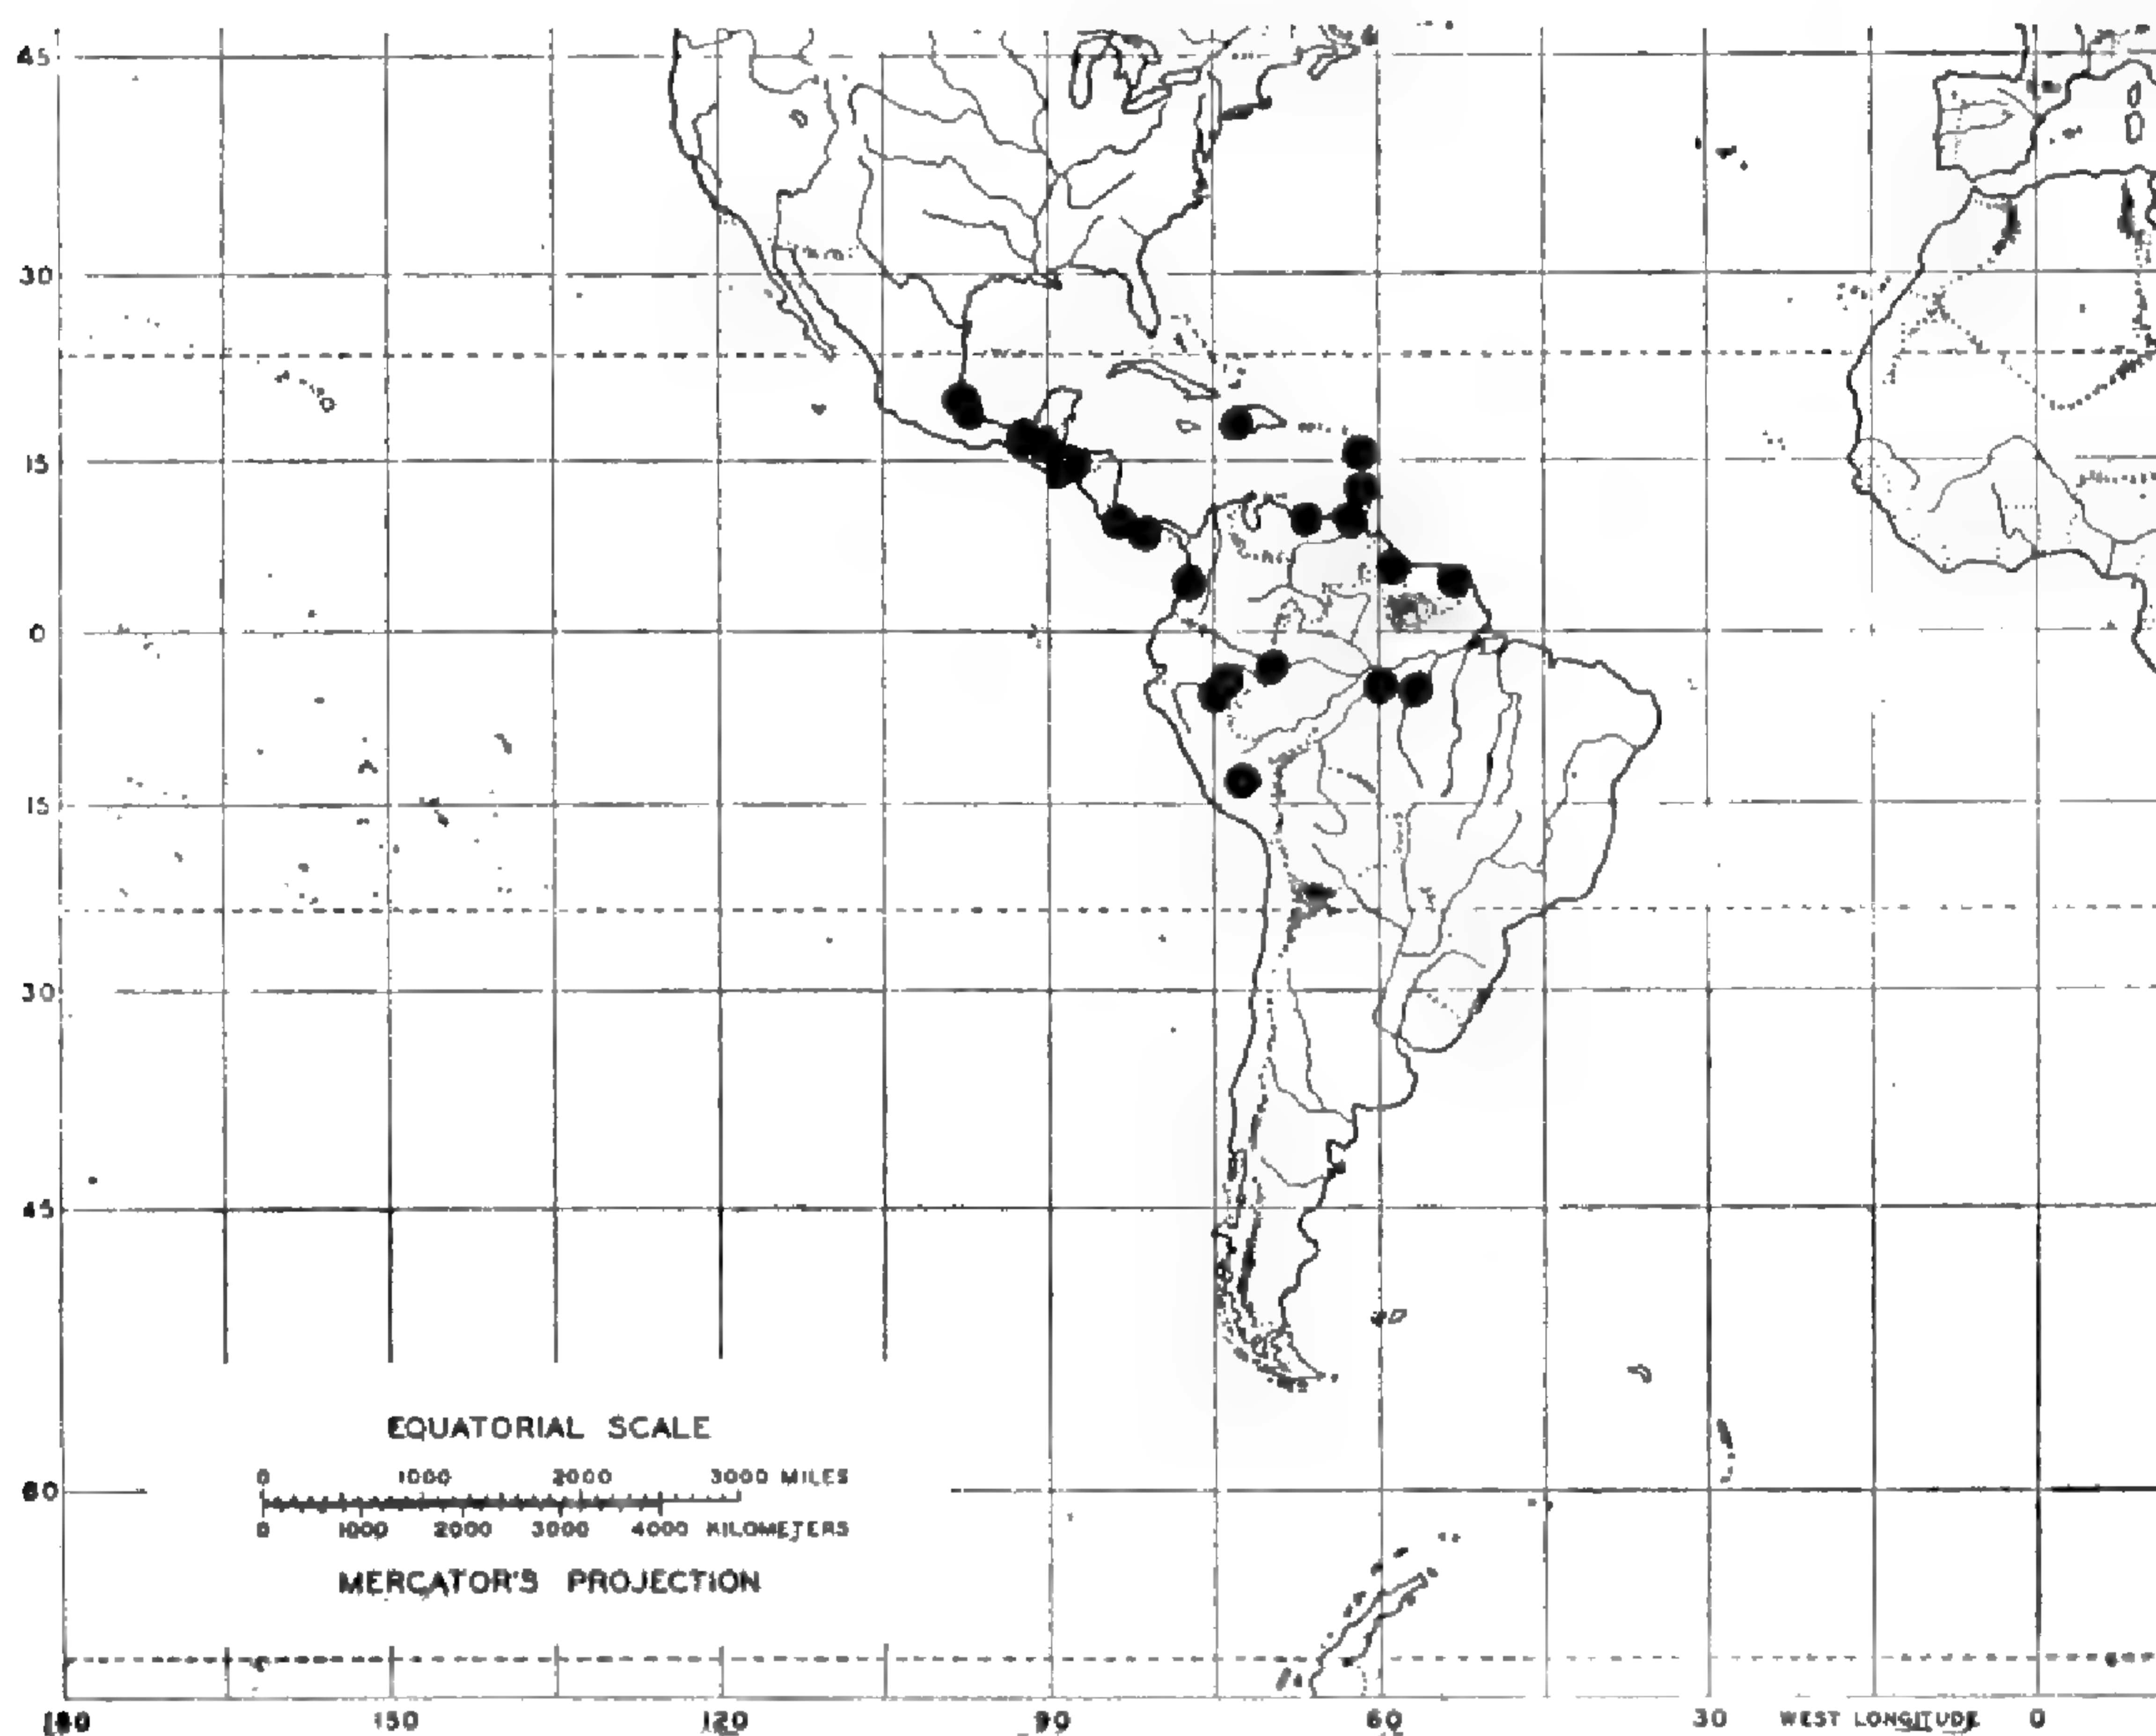 45
30
15
0
15
30
45
60
EQUATORIAL SCALE
0 1000 2000 3000 MILES
0 1000 2000 3000 4000 KILOMETERS
MERCATOR'S PROJECTION
180 150 120 90 60 30 WEST LONGITUDE 0